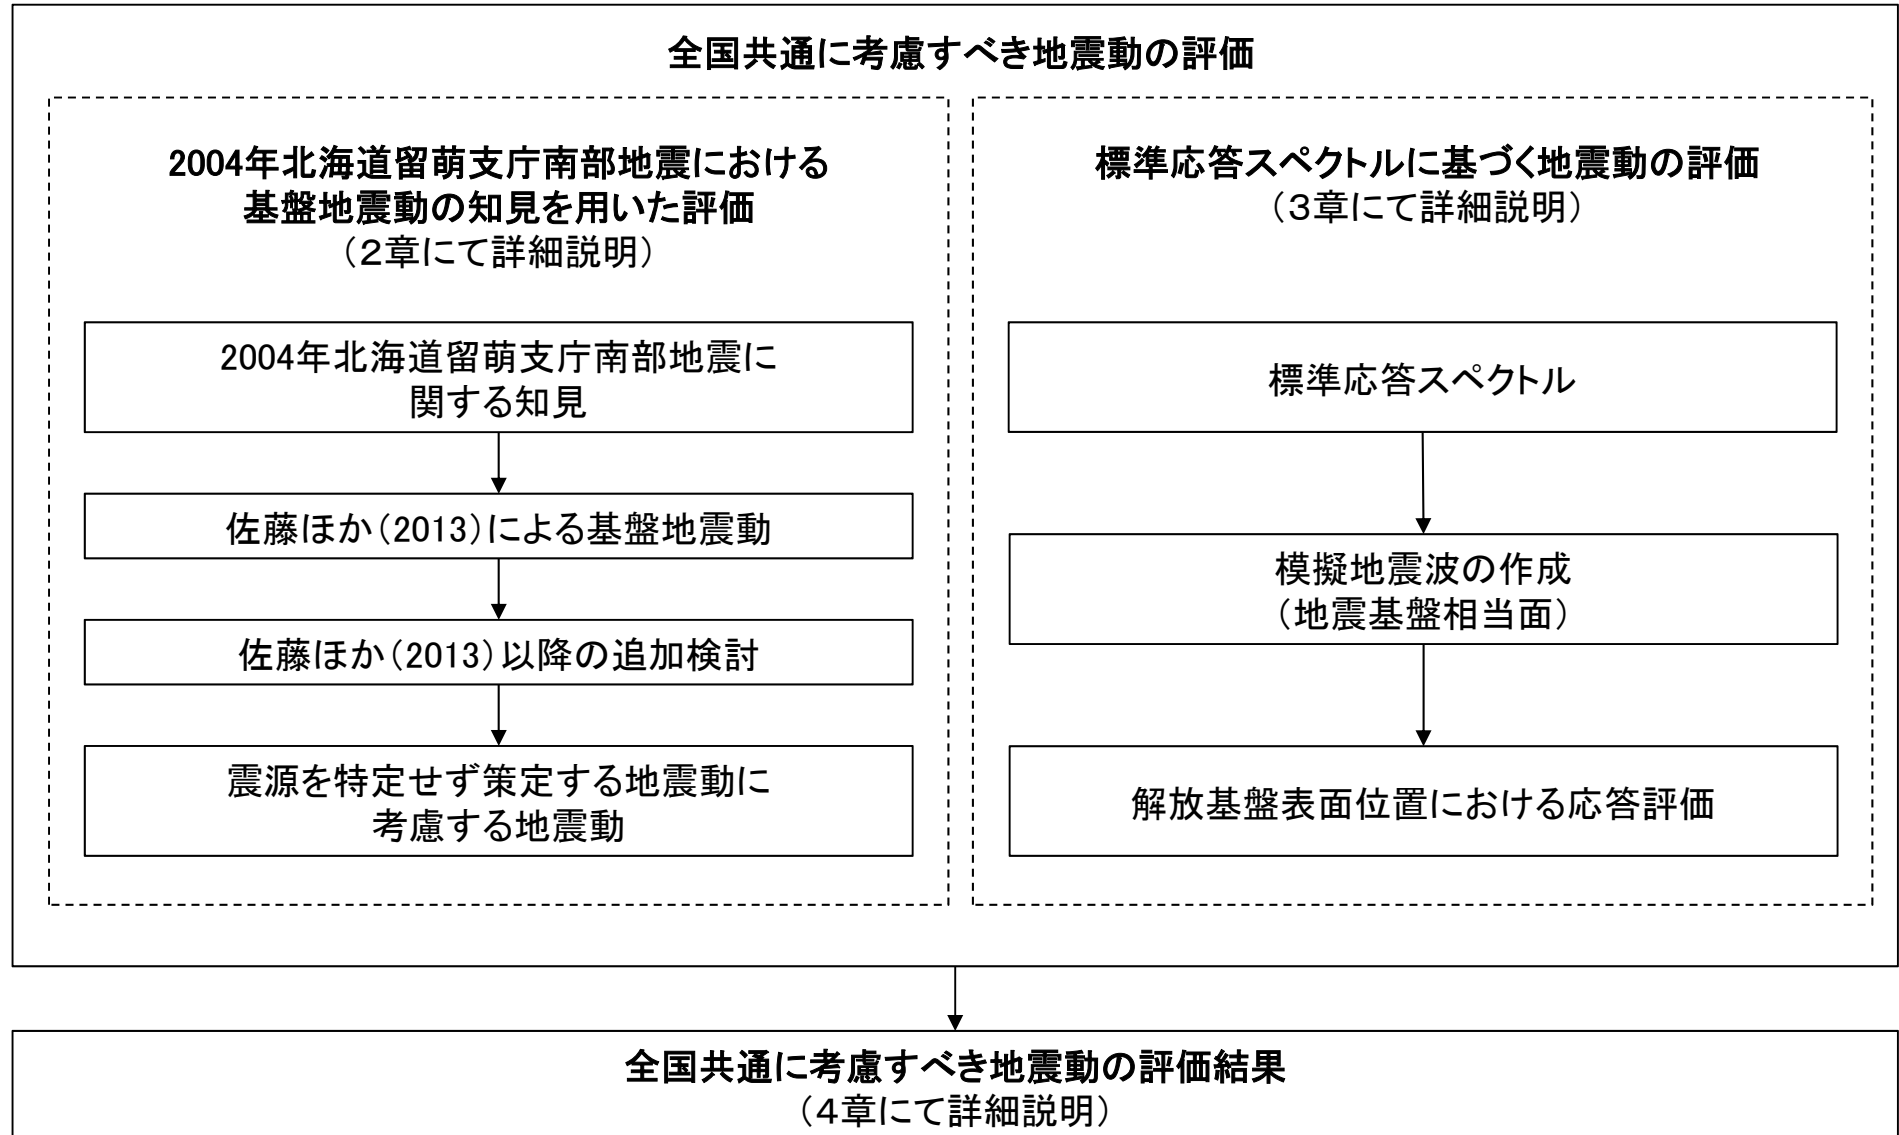 全国共通に考慮すべき地震動の評価
2004年北海道留萌支庁南部地震における
基盤地震動の知見を用いた評価
（２章にて詳細説明）
2004年北海道留萌支庁南部地震に
関する知見
佐藤ほか（2013）による基盤地震動
佐藤ほか（2013）以降の追加検討
震源を特定せず策定する地震動に
考慮する地震動
標準応答スペクトルに基づく地震動の評価
（３章にて詳細説明）
標準応答スペクトル
模擬地震波の作成
（地震基盤相当面）
解放基盤表面位置における応答評価
全国共通に考慮すべき地震動の評価結果
（４章にて詳細説明）